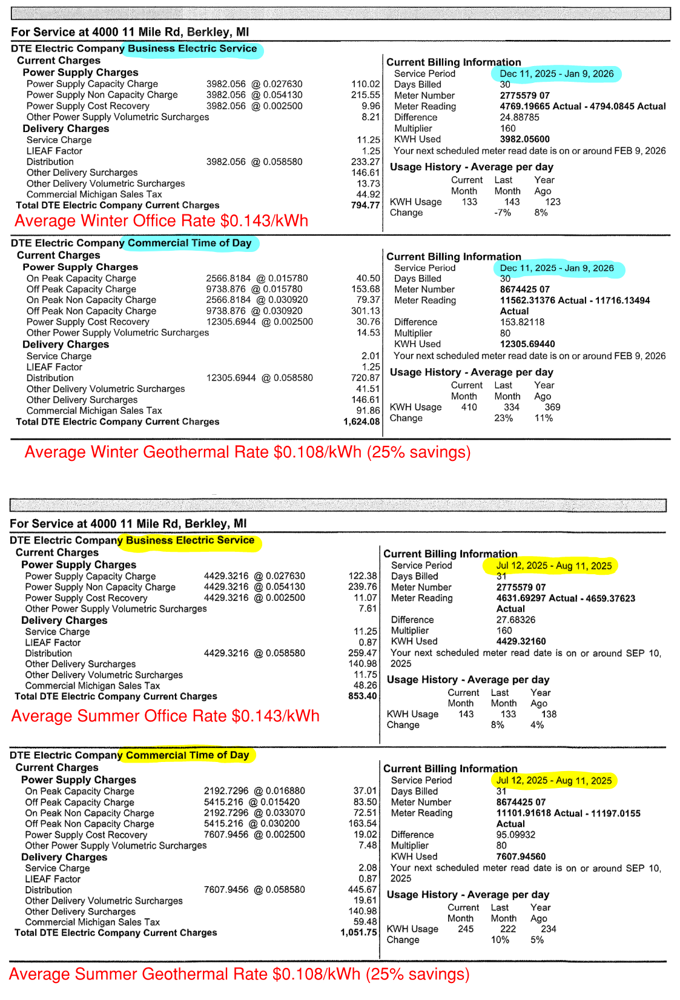 For Service at 4000 11 Mile Rd, Berkley, MI
DTE Electric Company Business Electric Service
Current Charges
Power Supply Charges
Power Supply Capacity Charge 3982.056 @ 0.027630 110.02
Power Supply Non Capacity Charge 3982.056 @ 0.054130 215.55
Power Supply Cost Recovery 3982.056 @ 0.002500 9.96
Other Power Supply Volumetric Surcharges 8.21
Delivery Charges
Service Charge 11.25
LIEAF Factor 1.25
Distribution 3982.056 @ 0.058580 233.27
Other Delivery Surcharges 146.61
Other Delivery Volumetric Surcharges 13.73
Commercial Michigan Sales Tax 44.92
Total DTE Electric Company Current Charges 794.77
Average Winter Office Rate $0.143/kWh
Current Billing Information
Service Period Dec 11, 2025 - Jan 9, 2026
Days Billed 30
Meter Number 2775579 07
Meter Reading 4769.19665 Actual - 4794.0845 Actual
Difference 24.88785
Multiplier 160
KWH Used 3982.05600
Your next scheduled meter read date is on or around FEB 9, 2026
Usage History - Average per day
Current Last Year
Month Month Ago
KWH Usage 133 143 123
Change -7% 8%
DTE Electric Company Commercial Time of Day
Current Charges
Power Supply Charges
On Peak Capacity Charge 2566.8184 @ 0.015780 40.50
Off Peak Capacity Charge 9738.876 @ 0.015780 153.68
On Peak Non Capacity Charge 2566.8184 @ 0.030920 79.37
Off Peak Non Capacity Charge 9738.876 @ 0.030920 301.13
Power Supply Cost Recovery 12305.6944 @ 0.002500 30.76
Other Power Supply Volumetric Surcharges 14.53
Delivery Charges
Service Charge 2.01
LIEAF Factor 1.25
Distribution 12305.6944 @ 0.058580 720.87
Other Delivery Volumetric Surcharges 41.51
Other Delivery Surcharges 146.61
Commercial Michigan Sales Tax 91.86
Total DTE Electric Company Current Charges 1,624.08
Current Billing Information
Service Period Dec 11, 2025 - Jan 9, 2026
Days Billed 30
Meter Number 8674425 07
Meter Reading 11562.31376 Actual - 11716.13494
Actual
Difference 153.82118
Multiplier 80
KWH Used 12305.69440
Your next scheduled meter read date is on or around FEB 9, 2026
Usage History - Average per day
Current Last Year
Month Month Ago
KWH Usage 410 334 369
Change 23% 11%
Average Winter Geothermal Rate $0.108/kWh (25% savings)
For Service at 4000 11 Mile Rd, Berkley, MI
DTE Electric Company Business Electric Service
Current Charges
Power Supply Charges
Power Supply Capacity Charge 4429.3216 @ 0.027630 122.38
Power Supply Non Capacity Charge 4429.3216 @ 0.054130 239.76
Power Supply Cost Recovery 4429.3216 @ 0.002500 11.07
Other Power Supply Volumetric Surcharges 7.61
Delivery Charges
Service Charge 11.25
LIEAF Factor 0.87
Distribution 4429.3216 @ 0.058580 259.47
Other Delivery Surcharges 140.98
Other Delivery Volumetric Surcharges 11.75
Commercial Michigan Sales Tax 48.26
Total DTE Electric Company Current Charges 853.40
Average Summer Office Rate $0.143/kWh
Current Billing Information
Service Period Jul 12, 2025 - Aug 11, 2025
Days Billed 31
Meter Number 2775579 07
Meter Reading 4631.69297 Actual - 4659.37623
Actual
Difference 27.68326
Multiplier 160
KWH Used 4429.32160
Your next scheduled meter read date is on or around SEP 10,
2025
Usage History - Average per day
Current Last Year
Month Month Ago
KWH Usage 143 133 138
Change 8% 4%
DTE Electric Company Commercial Time of Day
Current Charges
Power Supply Charges
On Peak Capacity Charge 2192.7296 @ 0.016880 37.01
Off Peak Capacity Charge 5415.216 @ 0.015420 83.50
On Peak Non Capacity Charge 2192.7296 @ 0.033070 72.51
Off Peak Non Capacity Charge 5415.216 @ 0.030200 163.54
Power Supply Cost Recovery 7607.9456 @ 0.002500 19.02
Other Power Supply Volumetric Surcharges 7.48
Delivery Charges
Service Charge 2.08
LIEAF Factor 0.87
Distribution 7607.9456 @ 0.058580 445.67
Other Delivery Volumetric Surcharges 19.61
Other Delivery Surcharges 140.98
Commercial Michigan Sales Tax 59.48
Total DTE Electric Company Current Charges 1,051.75
Current Billing Information
Service Period Jul 12, 2025 - Aug 11, 2025
Days Billed 31
Meter Number 8674425 07
Meter Reading 11101.91618 Actual - 11197.0155
Actual
Difference 95.09932
Multiplier 80
KWH Used 7607.94560
Your next scheduled meter read date is on or around SEP 10,
2025
Usage History - Average per day
Current Last Year
Month Month Ago
KWH Usage 245 222 234
Change 10% 5%
Average Summer Geothermal Rate $0.108/kWh (25% savings)